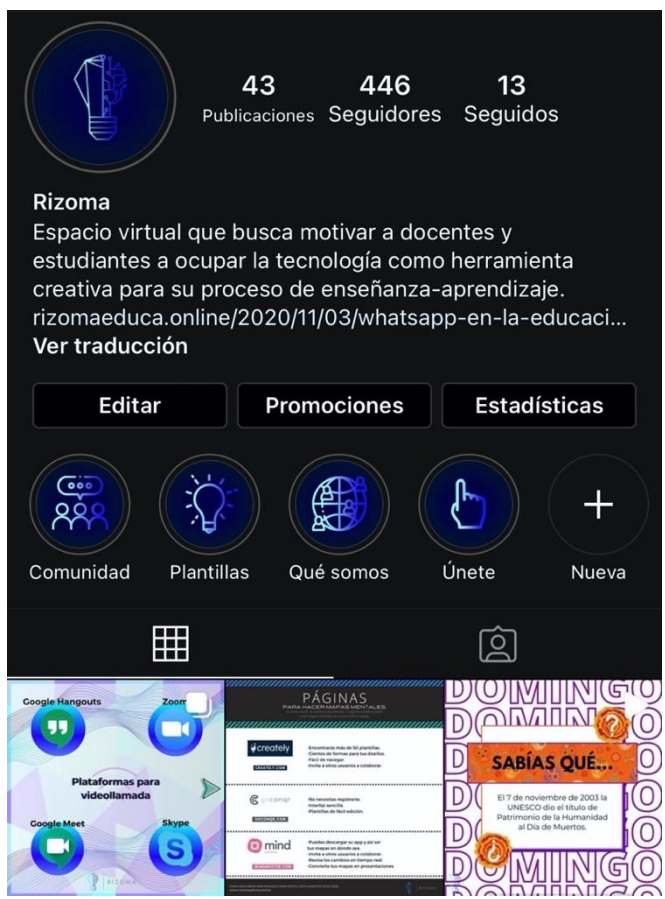 43 446 13
Publicaciones Seguidores Seguidos
Rizoma
Espacio virtual que busca motivar a docentes y
estudiantes a ocupar la tecnología como herramienta
creativa para su proceso de enseñanza-aprendizaje.
rizomaeduca.online/2020/11/03/whatsapp-en-la-educaci...
Ver traducción
Editar Promociones Estadísticas
Comunidad Plantillas Qué somos Únete Nueva
Google Hangouts Zoom
Plataformas para
videollamada
Google Meet Skype
RIZOMA
PÁGINAS
PARA HACER MAPAS MENTALES
creately
CREATELY.COM
Encontrarás más de 50 plantillas
Cientos de formas para tus diseños.
Fácil de navegar.
Invita a otros usuarios a colaborar.
goconqr
GOCONQR.COM
No necesitas registrarte.
Interfaz sencilla.
Plantillas de fácil edición.
mind
Puedes descargar su app y así ver
tus mapas en donde sea.
Invita a otros usuarios a colaborar.
Revisa los cambios en tiempo real.
Convierte tus mapas en presentaciones.
DOMINGO
DOMINGO
SABÍAS QUÉ...
El 7 de noviembre de 2003 la
UNESCO dio el título de
Patrimonio de la Humanidad
al Día de Muertos.
DOMINGO